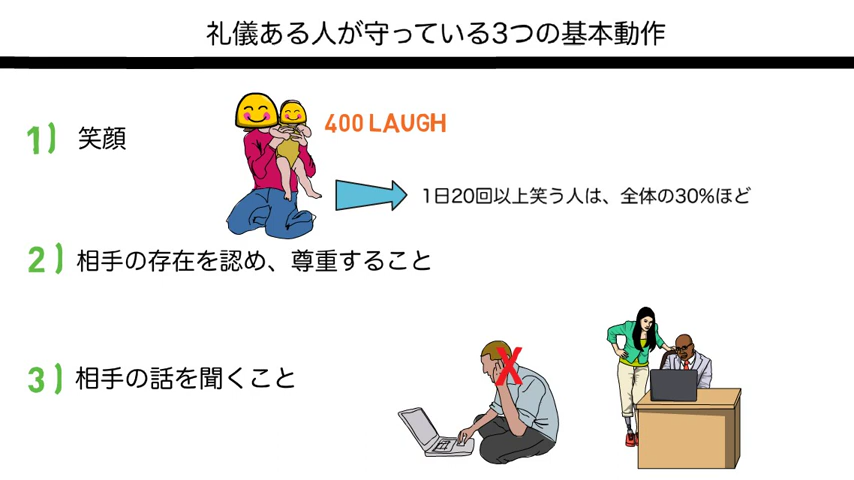 礼儀ある人が守っている3つの基本動作
1) 笑顔
400 LAUGH
1日20回以上笑う人は、全体の30%ほど
2) 相手の存在を認め、尊重すること
3) 相手の話を聞くこと
X